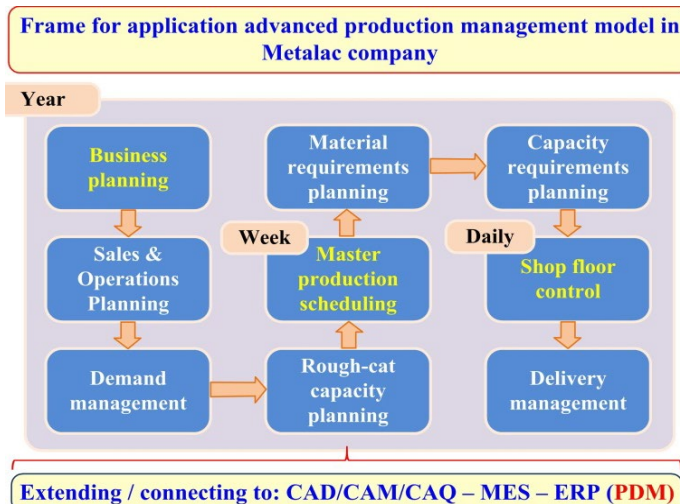 Frame for application advanced production management model in
Metalac company
Year
Business
planning
Sales &
Operations
Planning
Demand
management
Rough-cat
capacity
planning
Week
Master
production
scheduling
Material
requirements
planning
Capacity
requirements
planning
Daily
Shop floor
control
Delivery
management
Extending / connecting to: CAD/CAM/CAQ – MES – ERP (PDM)